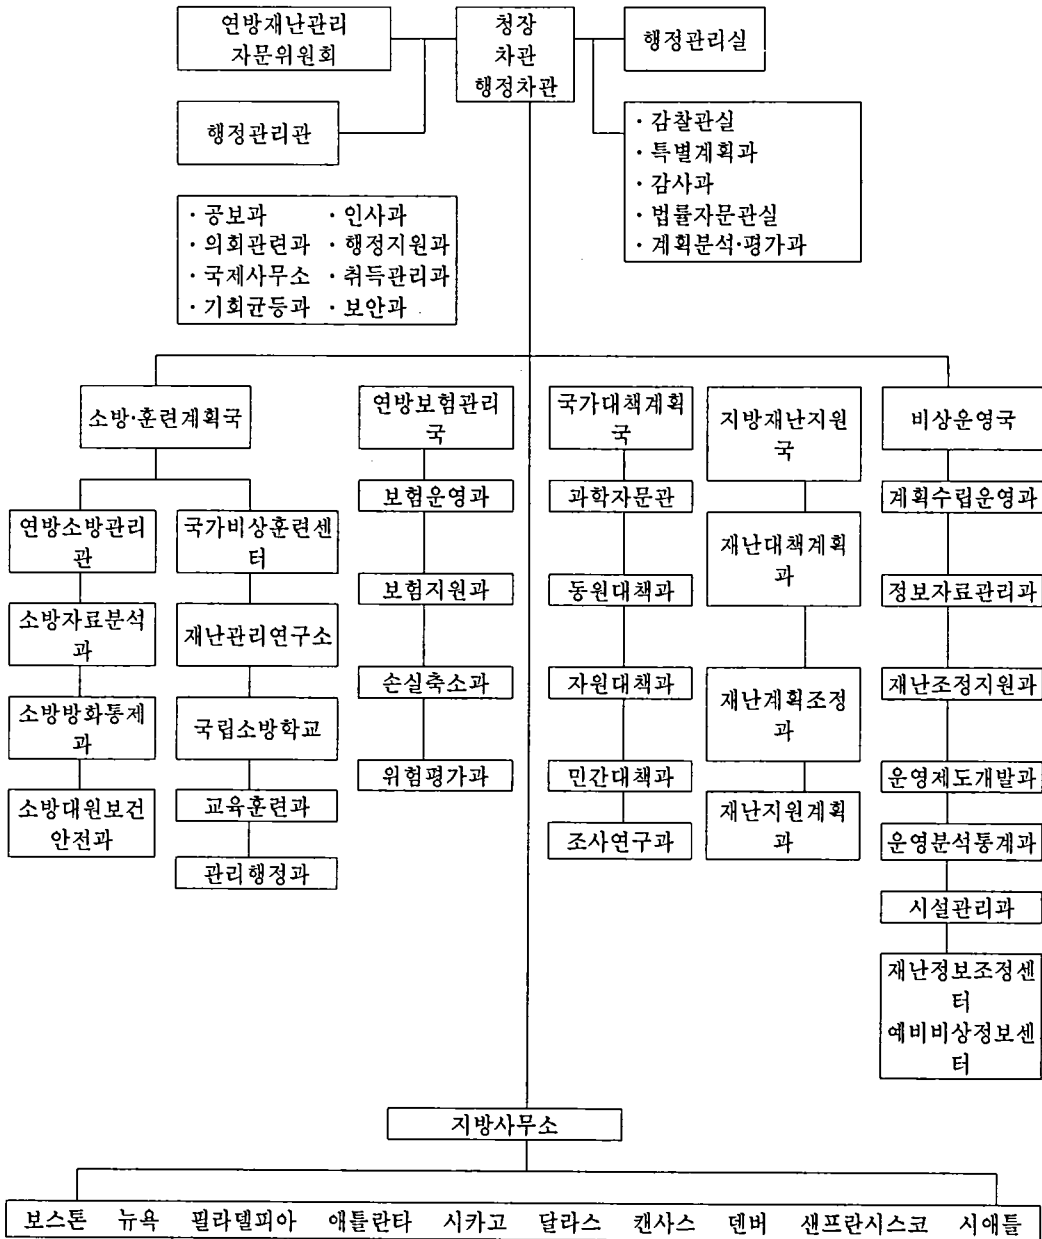 연방재난관리
자문위원회
청장
차관
행정차관
행정관리실
행정관리관
· 감찰관실
· 특별계획과
· 감사과
· 법률자문관실
· 계획분석·평가과
· 공보과 · 인사과
· 의회관련과 · 행정지원과
· 국제사무소 · 취득관리과
· 기회균등과 · 보안과
소방·훈련계획국
연방소방관리
관
소방자료분석
과
소방방화통제
과
소방대원보건
안전과
국가비상훈련센
터
재난관리연구소
국립소방학교
교육훈련과
관리행정과
연방보험관리
국
보험운영과
보험지원과
손실축소과
위험평가과
국가대책계획
국
과학자문관
동원대책과
자원대책과
민간대책과
조사연구과
지방재난지원
국
재난대책계획
과
재난계획조정
과
재난지원계획
과
비상운영국
계획수립운영과
정보자료관리과
재난조정지원과
운영제도개발과
운영분석통계과
시설관리과
재난정보조정센
터
예비비상정보센
터
지방사무소
보스톤 뉴욕 필라델피아 애틀란타 시카고 달라스 캔사스 덴버 샌프란시스코 시애틀